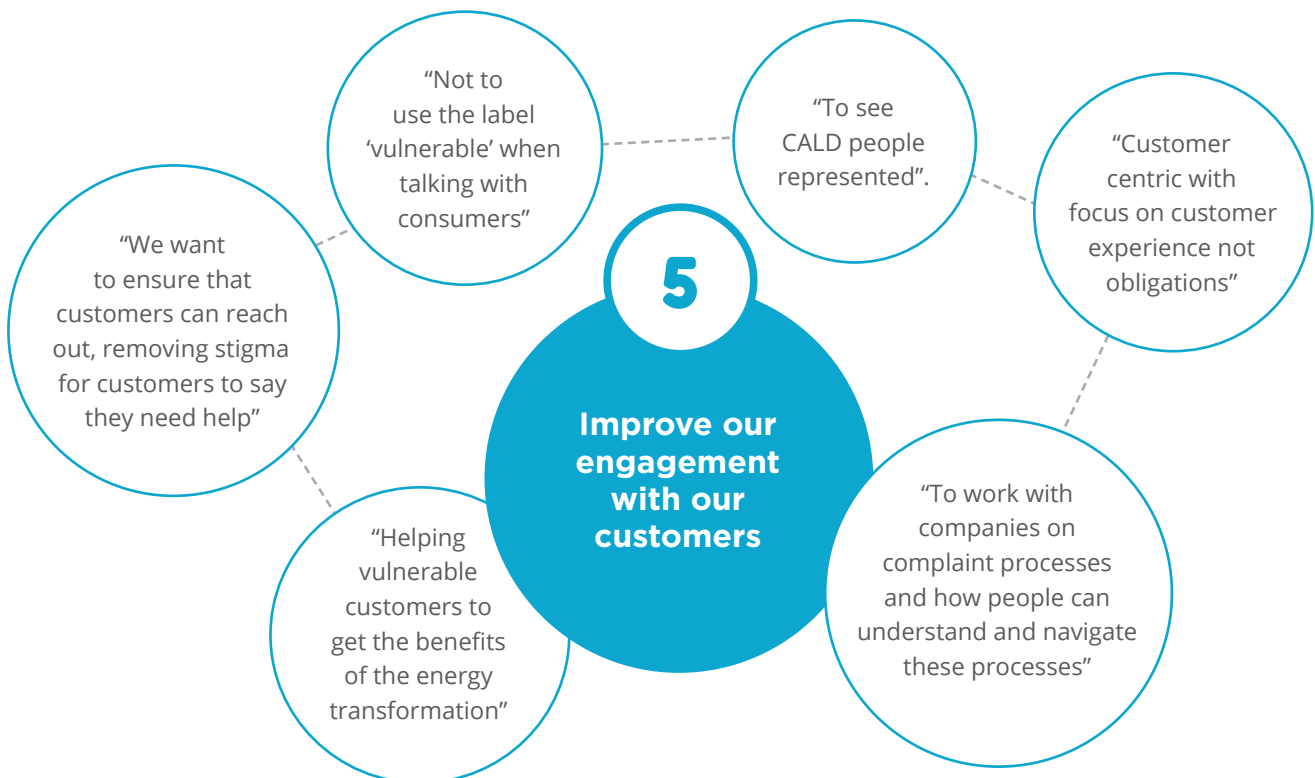 “Not to
use the label
‘vulnerable’ when
talking with
consumers”
“To see
CALD people
represented”.
“Customer
centric with
focus on customer
experience not
obligations”
“We want
to ensure that
customers can reach
out, removing stigma
for customers to say
they need help”
5
Improve our
engagement
with our
customers
“Helping
vulnerable
customers to
get the benefits
of the energy
transformation”
“To work with
companies on
complaint processes
and how people can
understand and navigate
these processes”